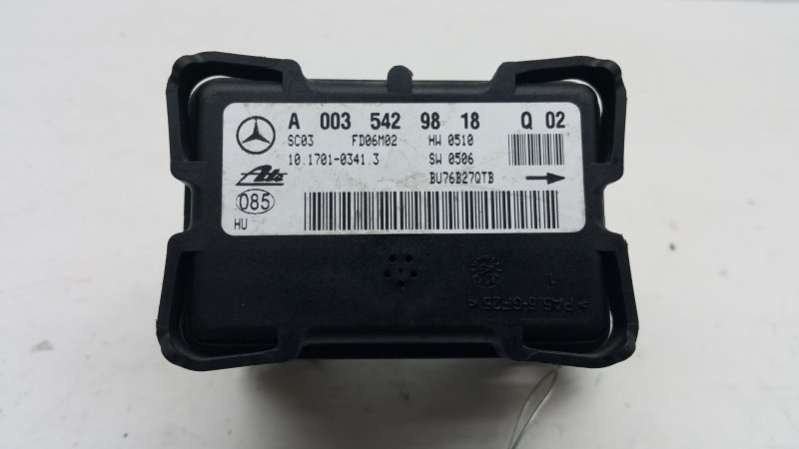 A 003 542 98 18 Q 02
SC03 FD06M02 HW 0510
10.1701-0341.3 SW 0506
Ate BU76B27QTB
085
HU
1